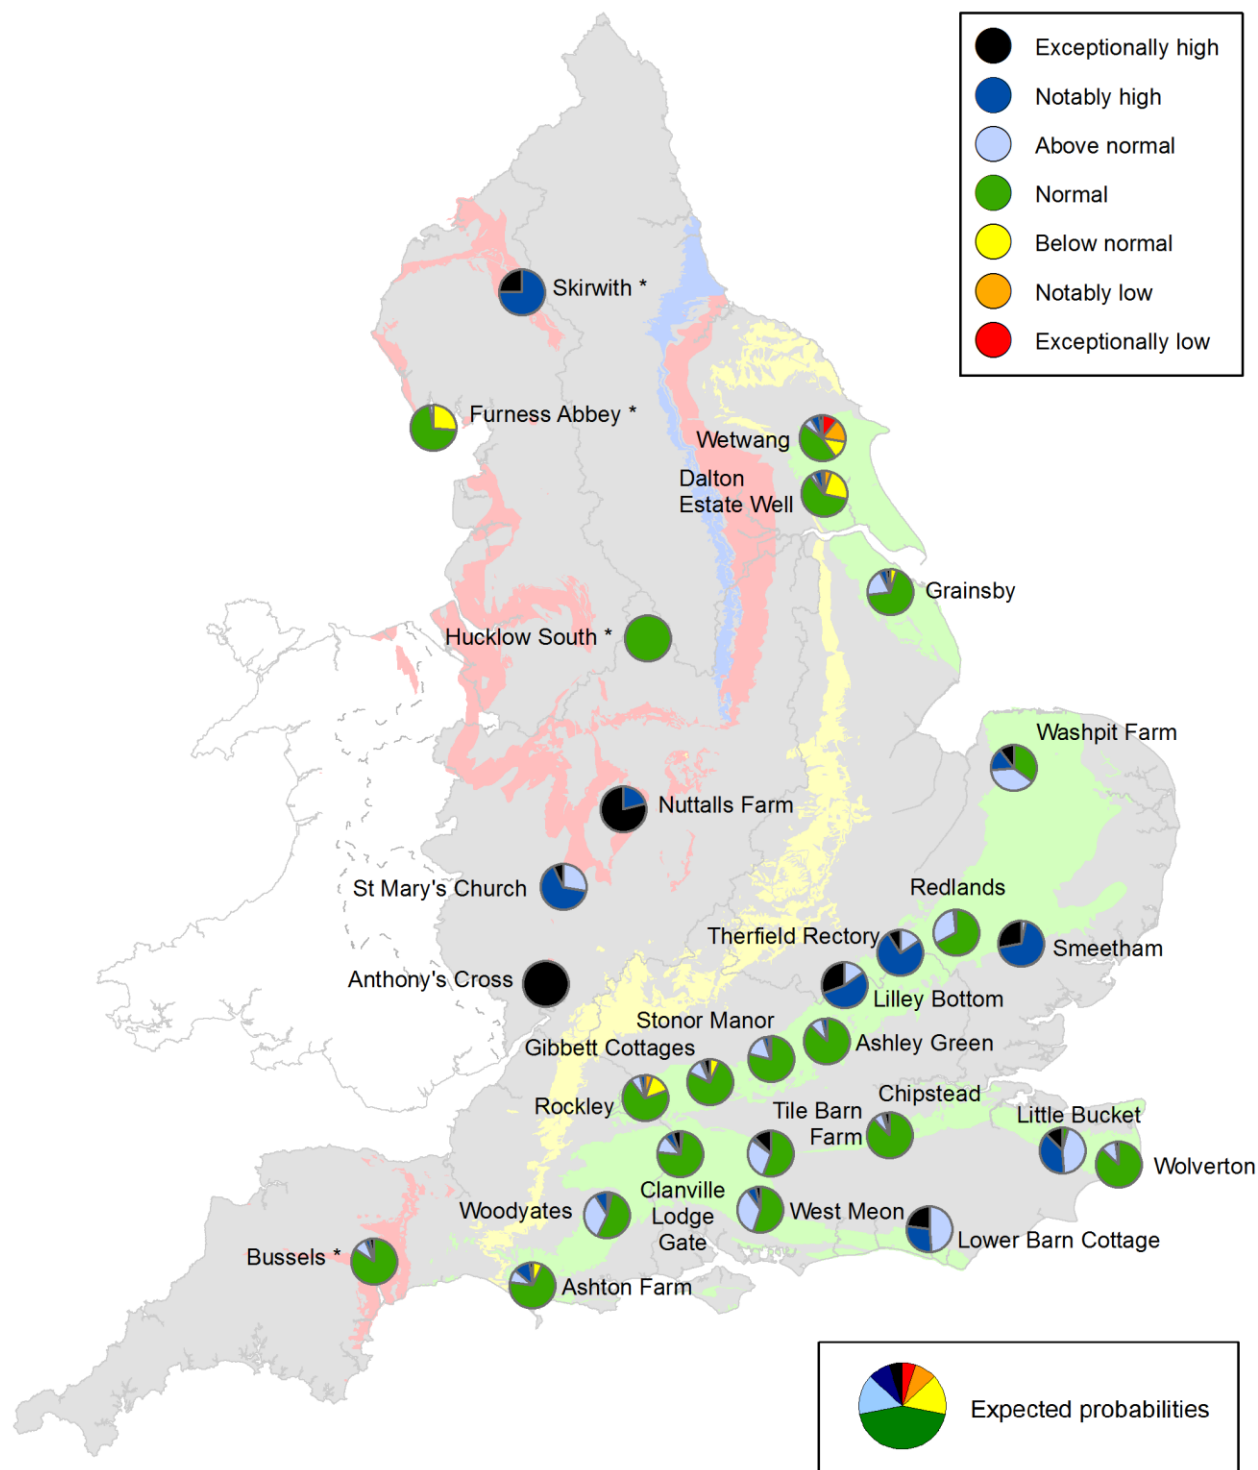 Exceptionally high
Notably high
Above normal
Normal
Below normal
Notably low
Exceptionally low
Skirwith *
Furness Abbey *
Wetwang
Dalton
Estate Well
Grainsby
Hucklow South *
Washpit Farm
Nuttalls Farm
St Mary's Church
Redlands
Therfield Rectory
Smeetham
Anthony's Cross
Lilley Bottom
Stonor Manor
Ashley Green
Gibbett Cottages
Rockley
Chipstead
Tile Barn
Farm
Little Bucket
Wolverton
Clanville
Lodge
Gate
Woodyates
West Meon
Lower Barn Cottage
Bussels *
Ashton Farm
Expected probabilities